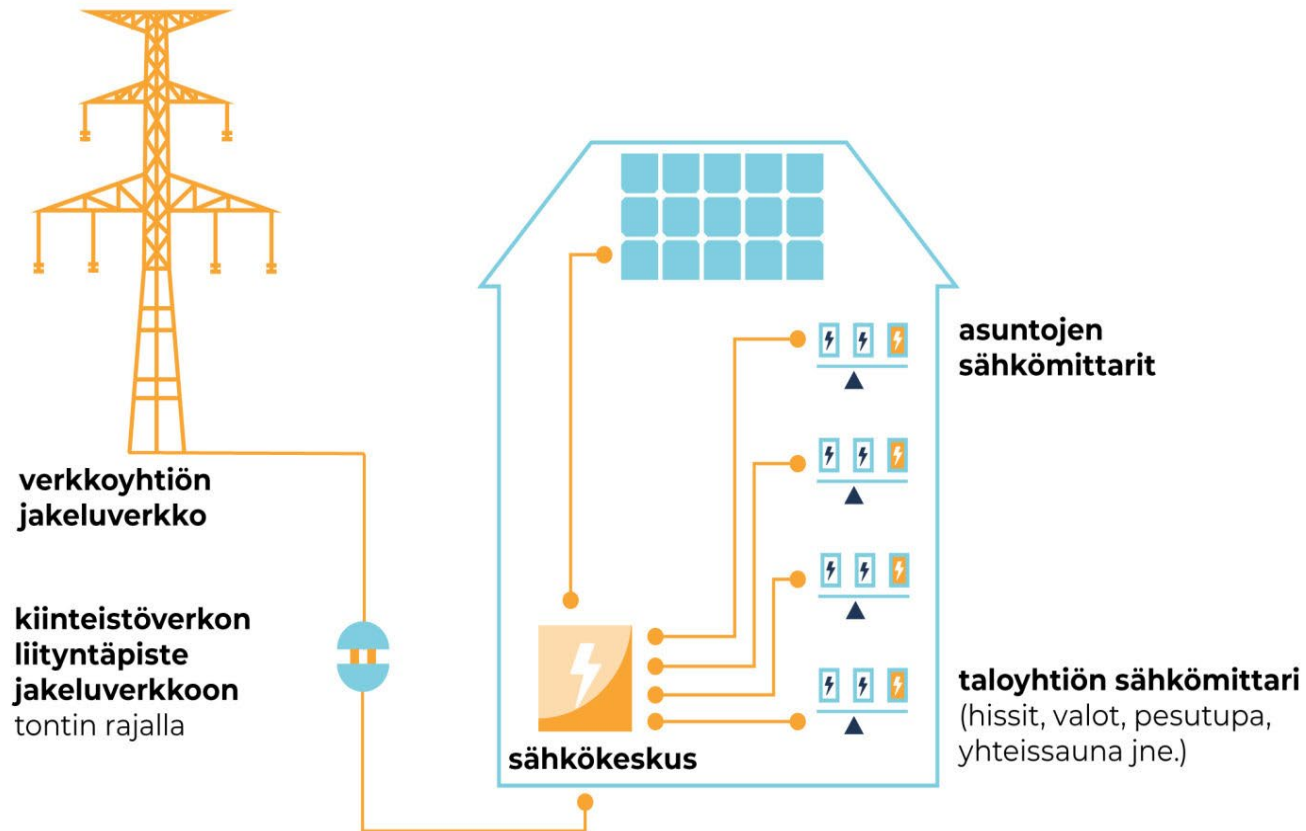 verkkoyhtiön
jakeluverkko
kiinteistöverkon
liityntäpiste
jakeluverkkoon
tontin rajalla
sähkökeskus
asuntojen
sähkömittarit
taloyhtiön sähkömittari
(hissit, valot, pesutupa,
yhteissauna jne.)